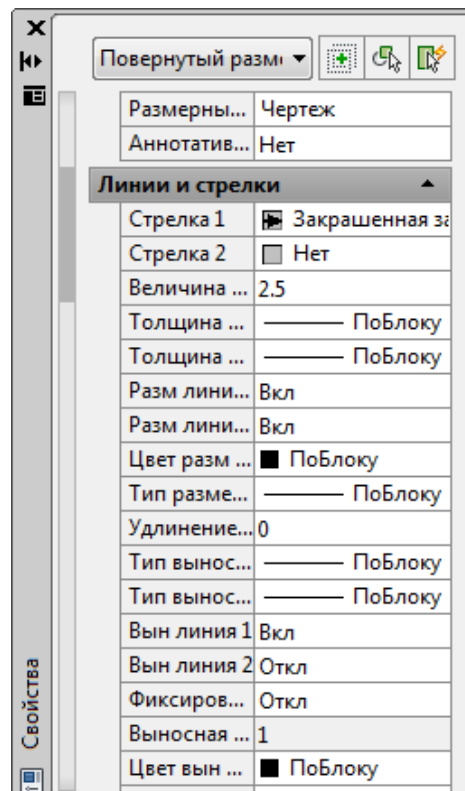 Повернутый разм
Размерны... Чертеж
Аннотатив... Нет
Линии и стрелки
Стрелка 1 Закрашенная за
Стрелка 2 Нет
Величина ... 2.5
Толщина ... ПоБлоку
Толщина ... ПоБлоку
Разм лини... Вкл
Разм лини... Вкл
Цвет разм ... ПоБлоку
Тип разме... ПоБлоку
Удлинение... 0
Тип вынос... ПоБлоку
Тип вынос... ПоБлоку
Вын линия 1 Вкл
Вын линия 2 Откл
Фиксиров... Откл
Выносная ... 1
Цвет вын ... ПоБлоку
Свойства